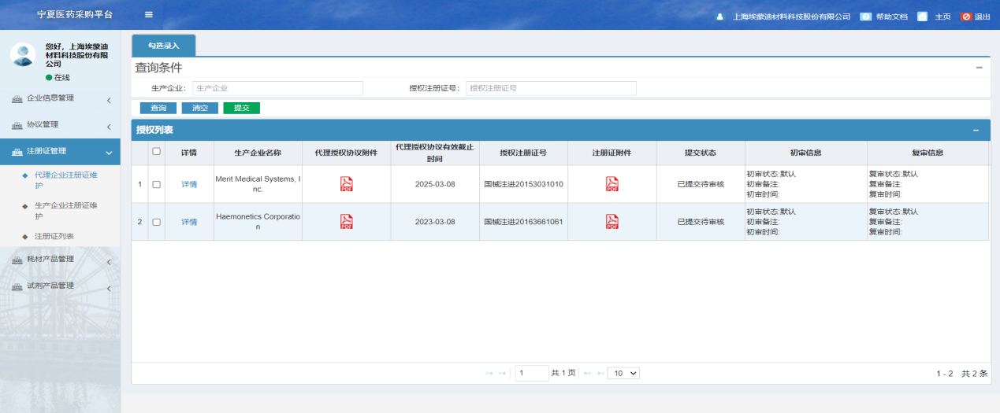 宁夏医药采购平台
上海埃蒙迪材料科技股份有限公司 帮助文档 主页 退出
您好，上海埃蒙迪
材料科技股份有限
公司
在线
企业信息管理
协议管理
注册证管理
代理企业注册证维
护
生产企业注册证维
护
注册证列表
耗材产品管理
试剂产品管理
勾选录入
查询条件
生产企业： 生产企业 授权注册证号： 授权注册证号
查询 清空 提交
授权列表
详情 生产企业名称 代理授权协议附件 代理授权协议有效截止
时间 授权注册证号 注册证附件 提交状态 初审信息 复审信息
1 详情 Merit Medical Systems, I
nc. PDF 2025-03-08 国械注进20153031010 PDF 已提交待审核 初审状态:默认 复审状态:默认
初审备注: 复审备注:
初审时间: 复审时间:
2 详情 Haemonetics Corporatio
n PDF 2023-03-08 国械注进20163661061 PDF 已提交待审核 初审状态:默认 复审状态:默认
初审备注: 复审备注:
初审时间: 复审时间:
1 共 1 页 10 1 - 2 共 2 条